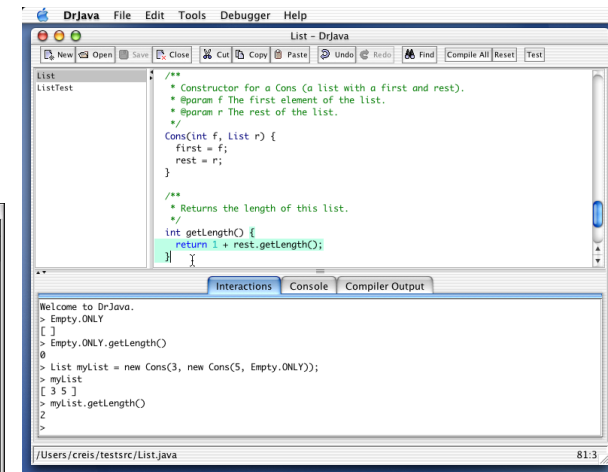 DrJava File Edit Tools Debugger Help
List - DrJava
New Open Save Close Cut Copy Paste Undo Redo Find Compile All Reset Test
List
ListTest
/**
* Constructor for a Cons (a list with a first and rest).
* @param f The first element of the list.
* @param r The rest of the list.
*/
Cons(int f, List r) {
first = f;
rest = r;
}
/**
* Returns the length of this list.
*/
int getLength() {
return 1 + rest.getLength();
}
Interactions Console Compiler Output
Welcome to DrJava.
> Empty.ONLY
[ ]
> Empty.ONLY.getLength()
0
> List myList = new Cons(3, new Cons(5, Empty.ONLY));
> myList
[ 3 5 ]
> myList.getLength()
2
>
/Users/creis/testsrc/List.java 81:3